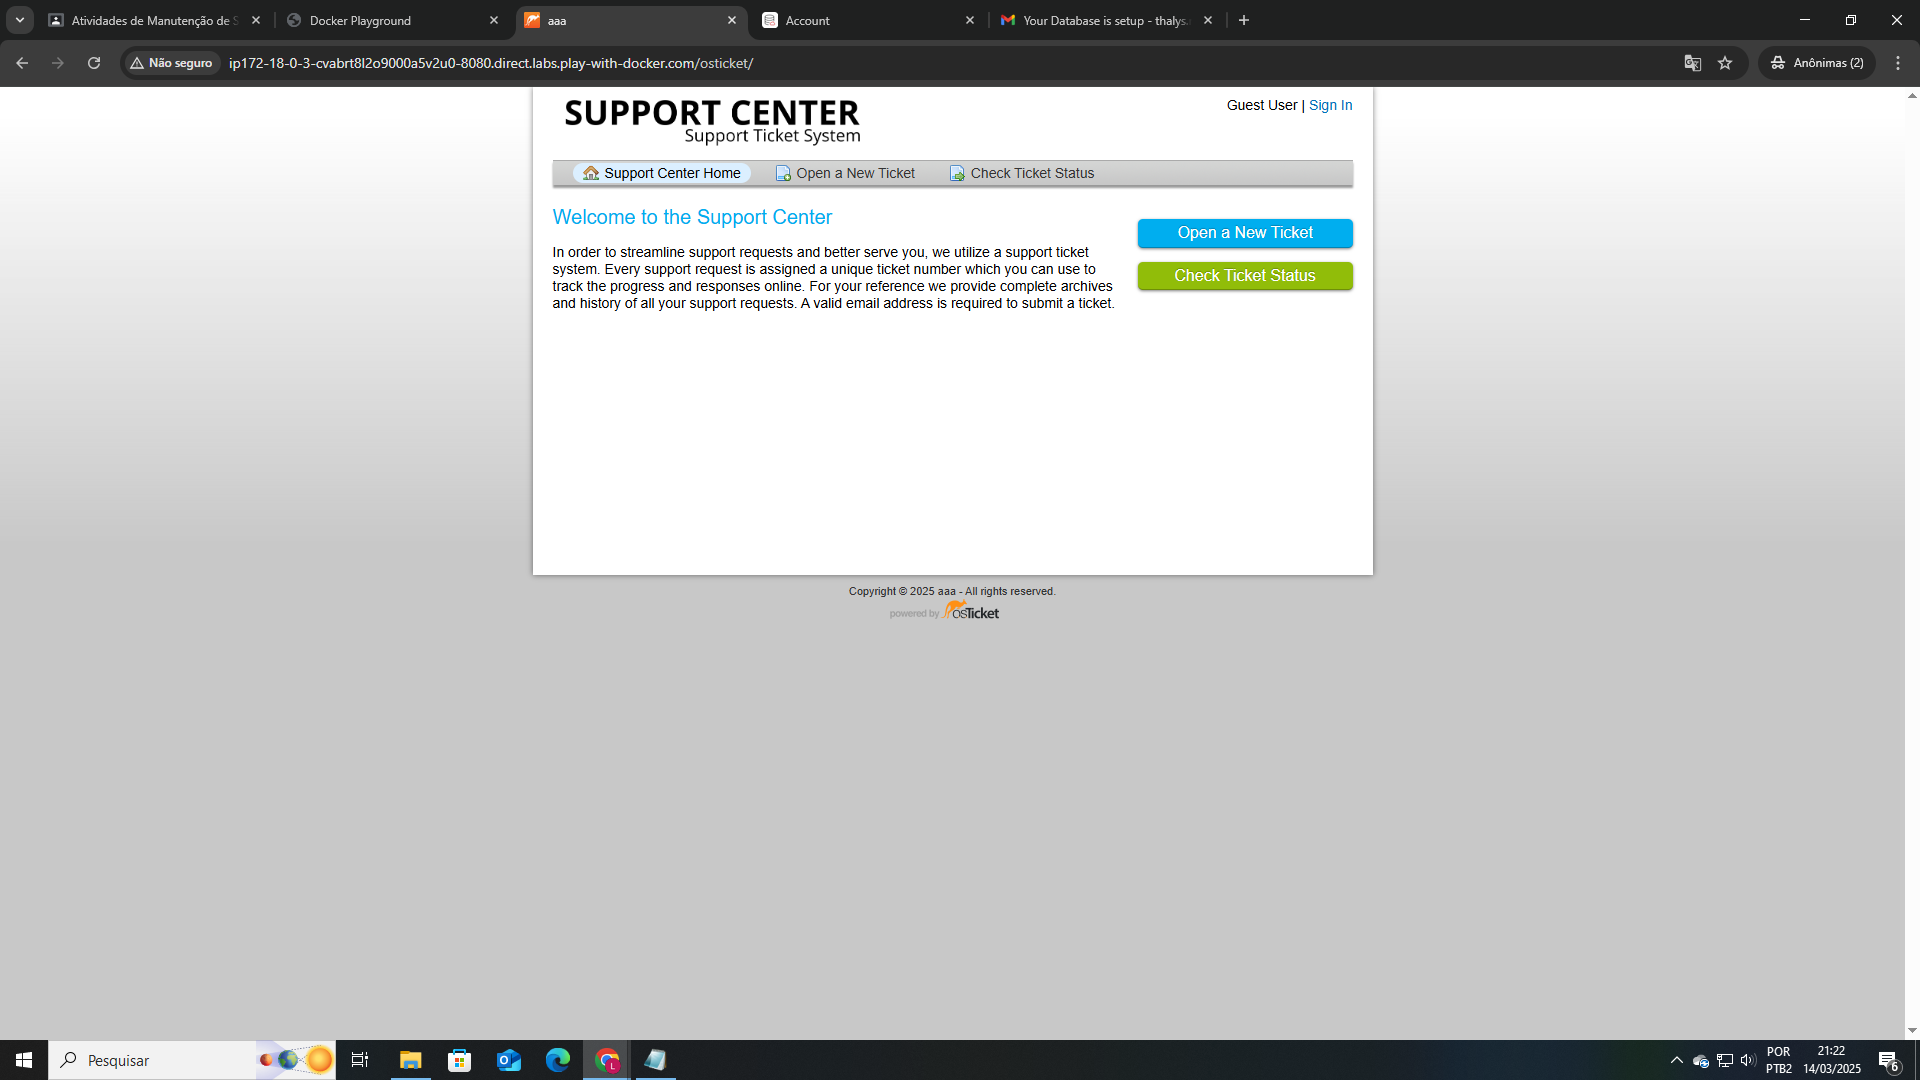 Atividades de Manutenção de S
Docker Playground
aaa
Account
Your Database is setup - thalys.
Não seguro
ip172-18-0-3-cvabrt8l2o9000a5v2u0-8080.direct.labs.play-with-docker.com/osticket/
Anônimas (2)
SUPPORT CENTER
Support Ticket System
Guest User | Sign In
Support Center Home
Open a New Ticket
Check Ticket Status
Welcome to the Support Center
In order to streamline support requests and better serve you, we utilize a support ticket
system. Every support request is assigned a unique ticket number which you can use to
track the progress and responses online. For your reference we provide complete archives
and history of all your support requests. A valid email address is required to submit a ticket.
Open a New Ticket
Check Ticket Status
Copyright © 2025 aaa - All rights reserved.
powered by osTicket
Pesquisar
L
POR
PTB2
21:22
14/03/2025
6